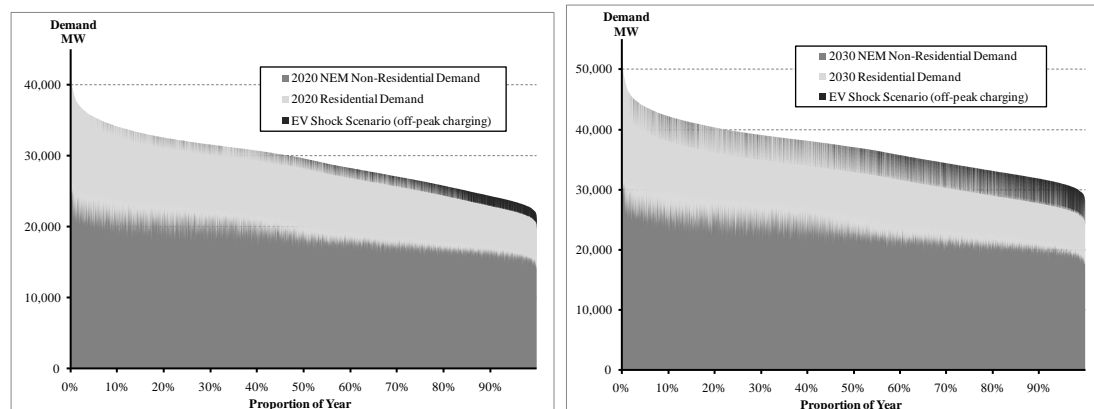 Demand
MW
40,000
30,000
20,000
10,000
0
2020 NEM Non-Residential Demand
2020 Residential Demand
EV Shock Scenario (off-peak charging)
0% 10% 20% 30% 40% 50% 60% 70% 80% 90%
Proportion of Year
Demand
MW
50,000
40,000
30,000
20,000
10,000
0
2030 NEM Non-Residential Demand
2030 Residential Demand
EV Shock Scenario (off-peak charging)
0% 10% 20% 30% 40% 50% 60% 70% 80% 90%
Proportion of Year